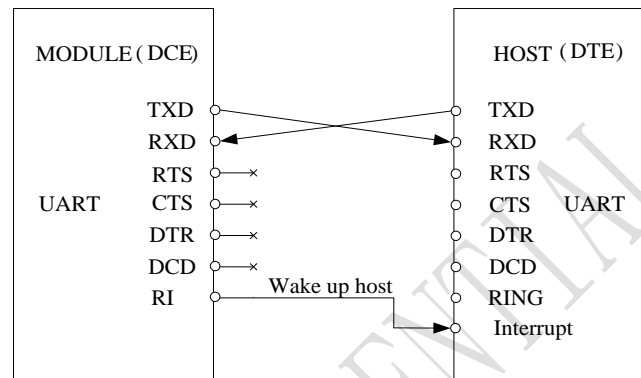 MODULE (DCE)
HOST (DTE)
TXD
TXD
RXD
RXD
RTS
RTS
UART
CTS
CTS
UART
DTR
DTR
DCD
DCD
Wake up host
RI
RING
Interrupt